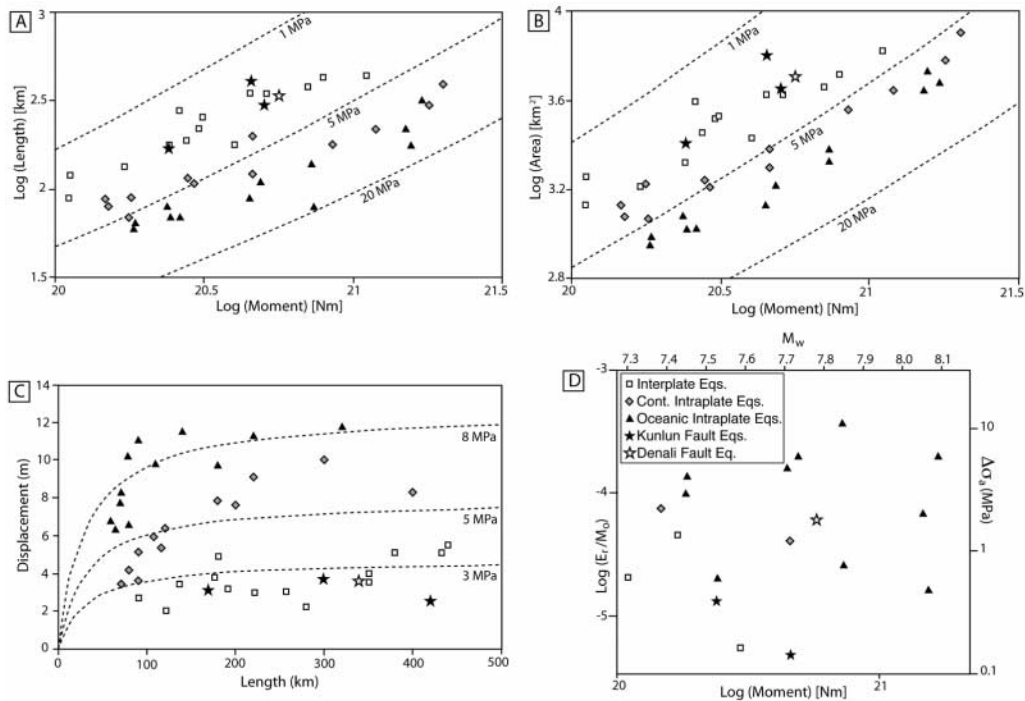 A
3
2.5
2
1.5
Log (Length) [km]
20
20.5
21
21.5
Log (Moment) [Nm]
1 MPa
5 MPa
20 MPa
B
4
3.6
3.2
2.8
Log (Area) [km⁻²]
20
20.5
21
21.5
Log (Moment) [Nm]
1 MPa
5 MPa
20 MPa
C
14
12
10
8
6
4
2
0
Displacement (m)
0
100
200
300
400
500
Length (km)
8 MPa
5 MPa
3 MPa
Mw
7.3 7.4 7.5 7.6 7.7 7.8 7.9 8.0 8.1
D
Interplate Eqs.
Cont. Intraplate Eqs.
Oceanic Intraplate Eqs.
Kunlun Fault Eqs.
Denali Fault Eq.
-3
-4
-5
Log (Er/Mo)
10
1
0.1
Δσa (MPa)
20
21
Log (Moment) [Nm]